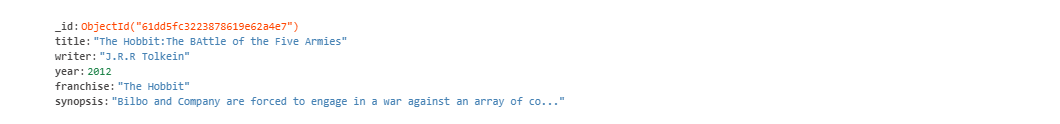 _id: ObjectId("61dd5fc3223878619e62a4e7")
title: "The Hobbit:The BAttle of the Five Armies"
writer: "J.R.R Tolkein"
year: 2012
franchise: "The Hobbit"
synopsis: "Bilbo and Company are forced to engage in a war against an array of co..."